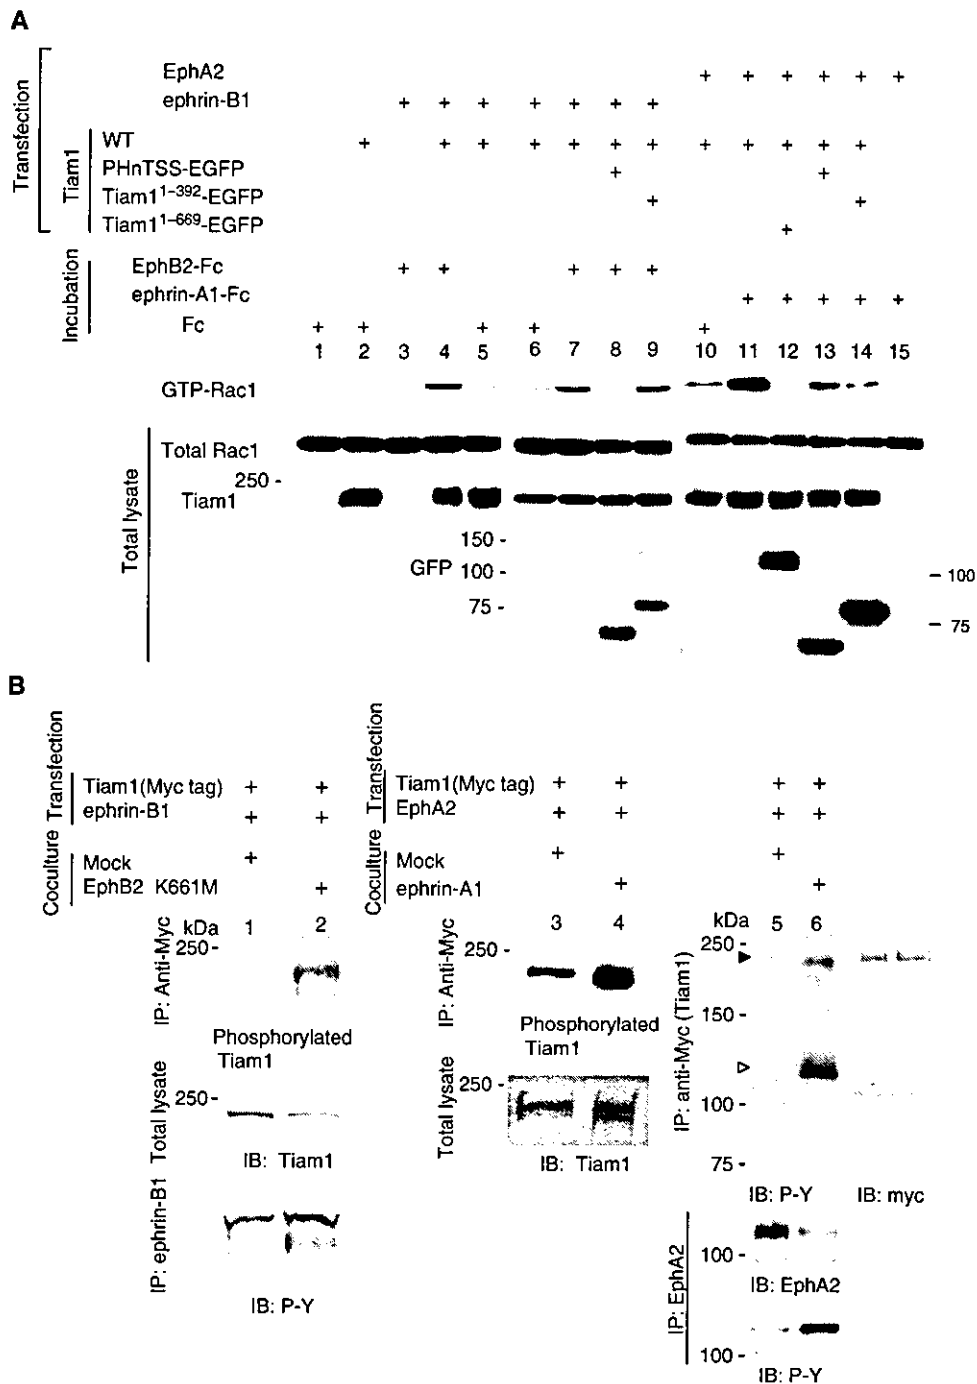 A
Transfection
EphA2 + + + + + +
ephrin-B1 + + + + + + +
Tiam1
WT + + + + + + + + + + + + +
PHnTSS-EGFP + +
Tiam1 1–392-EGFP + +
Tiam1 1–669-EGFP +
Incubation
EphB2-Fc + + + + +
ephrin-A1-Fc + + + + +
Fc + + + + +
1 2 3 4 5 6 7 8 9 10 11 12 13 14 15
GTP-Rac1
Total lysate
Total Rac1
250 -
Tiam1
150 -
GFP 100 -
75 -
– 100
– 75
B
Transfection
Tiam1(Myc tag) + +
ephrin-B1 + +
Coculture
Mock +
EphB2 K661M +
kDa 1 2
IP: Anti-Myc
250 -
Phosphorylated
Tiam1
Total lysate
250 -
IB: Tiam1
IP: ephrin-B1
IB: P-Y
Transfection
Tiam1(Myc tag) + +
EphA2 + +
Coculture
Mock +
ephrin-A1 +
3 4
IP: Anti-Myc
250 -
Phosphorylated
Tiam1
Total lysate
250 -
IB: Tiam1
+ +
+ +
+
+
kDa 5 6
IP: anti-Myc (Tiam1)
250 -
150 -
100 -
75 -
IB: P-Y IB: myc
IP: EphA2
100 -
IB: EphA2
100 -
IB: P-Y